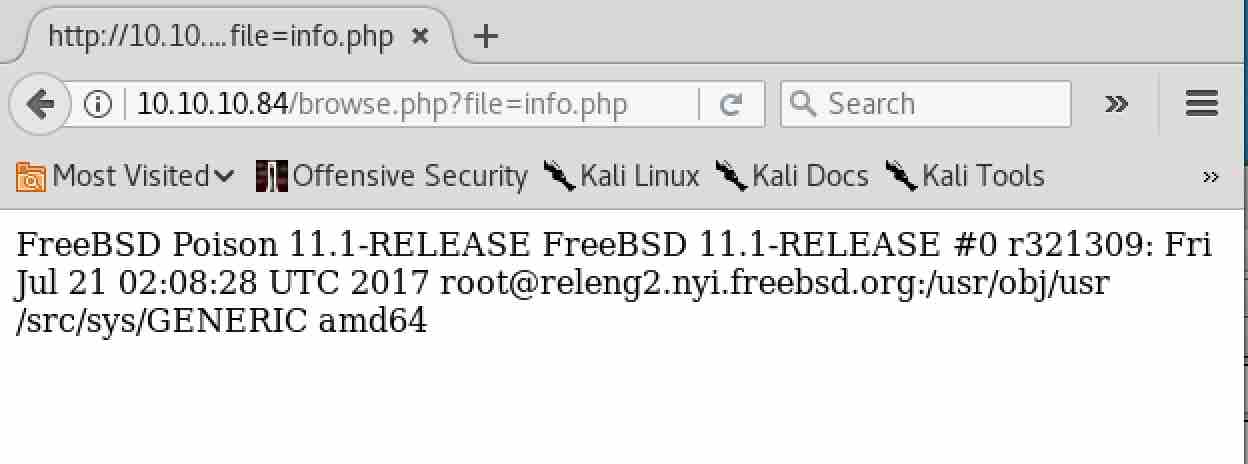 http://10.10....file=info.php
10.10.10.84/browse.php?file=info.php
Search
Most Visited
Offensive Security
Kali Linux
Kali Docs
Kali Tools
FreeBSD Poison 11.1-RELEASE FreeBSD 11.1-RELEASE #0 r321309: Fri
Jul 21 02:08:28 UTC 2017 root@releng2.nyi.freebsd.org:/usr/obj/usr
/src/sys/GENERIC amd64